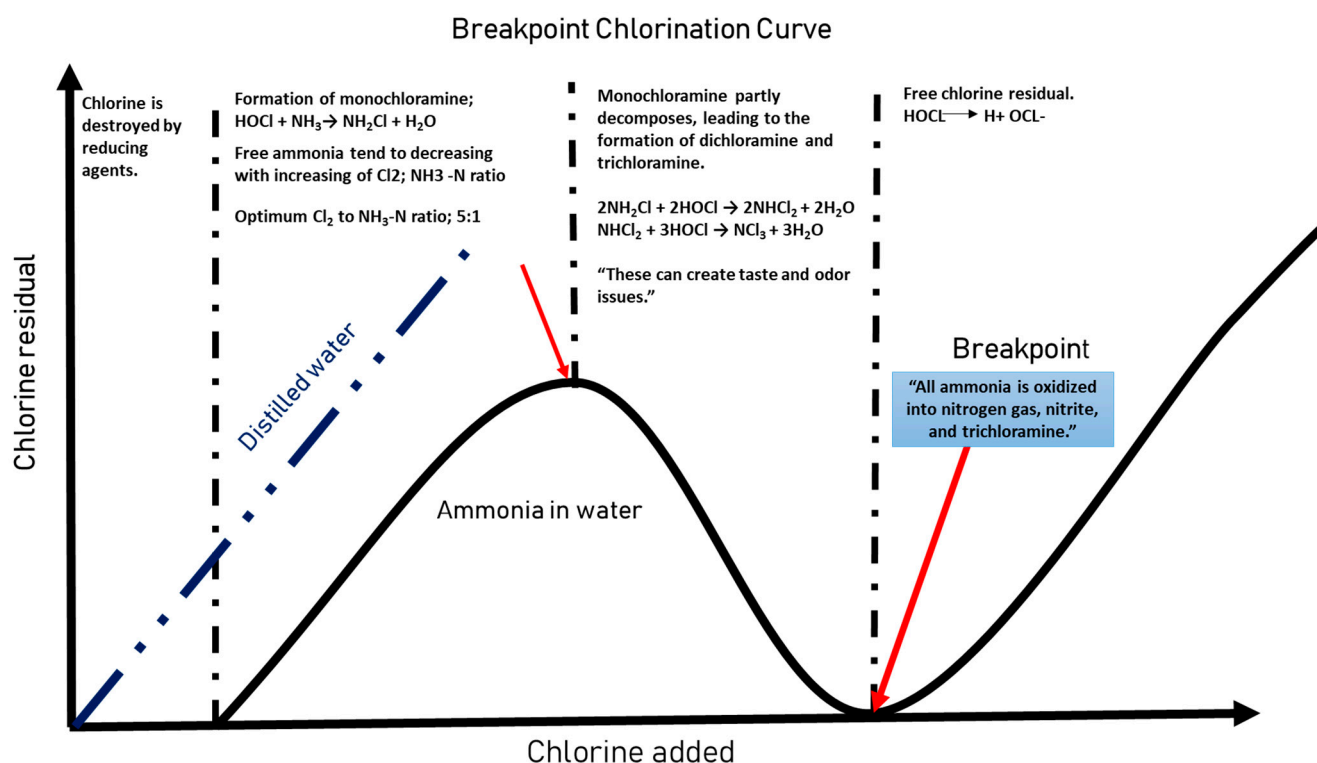 Breakpoint Chlorination Curve
Chlorine is
destroyed by
reducing
agents.
Formation of monochloramine;
HOCl + NH₃→ NH₂Cl + H₂O
Free ammonia tend to decreasing
with increasing of Cl2; NH3 -N ratio
Optimum Cl₂ to NH₃-N ratio; 5:1
Monochloramine partly
decomposes, leading to the
formation of dichloramine and
trichloramine.
2NH₂Cl + 2HOCl → 2NHCl₂ + 2H₂O
NHCl₂ + 3HOCl → NCl₃ + 3H₂O
“These can create taste and odor
issues.”
Free chlorine residual.
HOCL → H+ OCL-
Breakpoint
“All ammonia is oxidized
into nitrogen gas, nitrite,
and trichloramine.”
Distilled water
Ammonia in water
Chlorine residual
Chlorine added